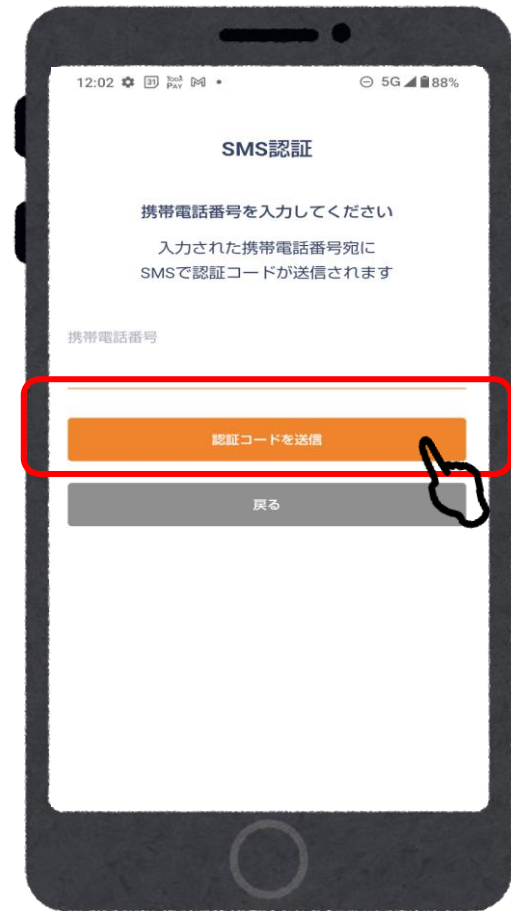 12:02 31 PAY 5G 88%
SMS認証
携帯電話番号を入力してください
入力された携帯電話番号宛に
SMSで認証コードが送信されます
携帯電話番号
認証コードを送信
戻る